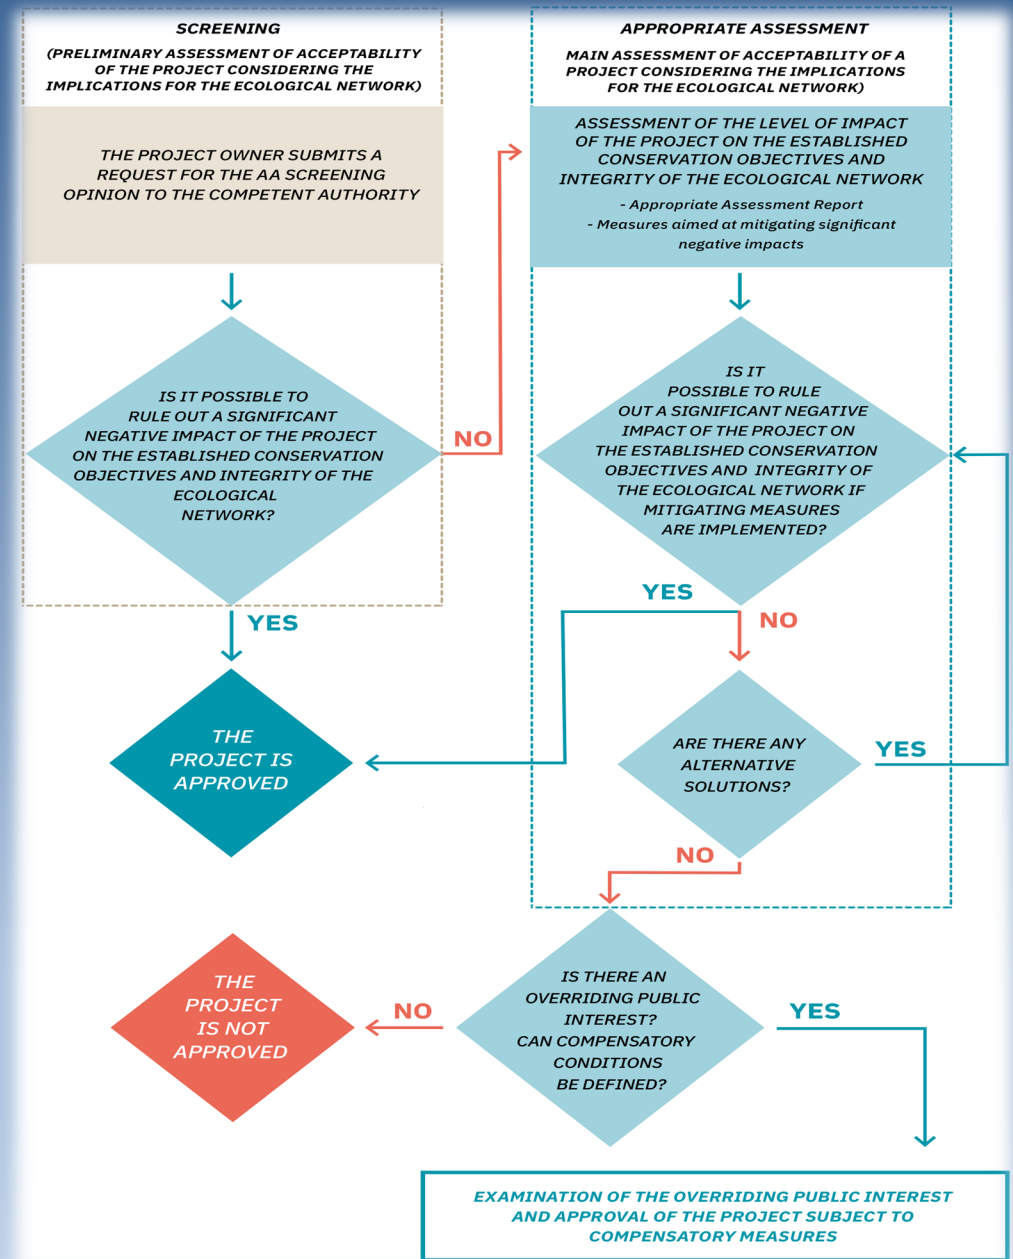 SCREENING
(PRELIMINARY ASSESSMENT OF ACCEPTABILITY
OF THE PROJECT CONSIDERING THE
IMPLICATIONS FOR THE ECOLOGICAL NETWORK)
THE PROJECT OWNER SUBMITS A
REQUEST FOR THE AA SCREENING
OPINION TO THE COMPETENT AUTHORITY
IS IT POSSIBLE TO
RULE OUT A SIGNIFICANT
NEGATIVE IMPACT OF THE PROJECT
ON THE ESTABLISHED CONSERVATION
OBJECTIVES AND INTEGRITY OF THE
ECOLOGICAL
NETWORK?
NO
YES
APPROPRIATE ASSESSMENT
MAIN ASSESSMENT OF ACCEPTABILITY OF A
PROJECT CONSIDERING THE IMPLICATIONS
FOR THE ECOLOGICAL NETWORK)
ASSESSMENT OF THE LEVEL OF IMPACT
OF THE PROJECT ON THE ESTABLISHED
CONSERVATION OBJECTIVES AND
INTEGRITY OF THE ECOLOGICAL NETWORK
- Appropriate Assessment Report
- Measures aimed at mitigating significant
negative impacts
IS IT
POSSIBLE TO RULE
OUT A SIGNIFICANT NEGATIVE
IMPACT OF THE PROJECT ON
THE ESTABLISHED CONSERVATION
OBJECTIVES AND INTEGRITY OF
THE ECOLOGICAL NETWORK IF
MITIGATING MEASURES
ARE IMPLEMENTED?
YES
NO
THE
PROJECT IS
APPROVED
ARE THERE ANY
ALTERNATIVE
SOLUTIONS?
YES
NO
IS THERE AN
OVERRIDING PUBLIC
INTEREST?
CAN COMPENSATORY
CONDITIONS
BE DEFINED?
NO
YES
THE
PROJECT
IS NOT
APPROVED
EXAMINATION OF THE OVERRIDING PUBLIC INTEREST
AND APPROVAL OF THE PROJECT SUBJECT TO
COMPENSATORY MEASURES